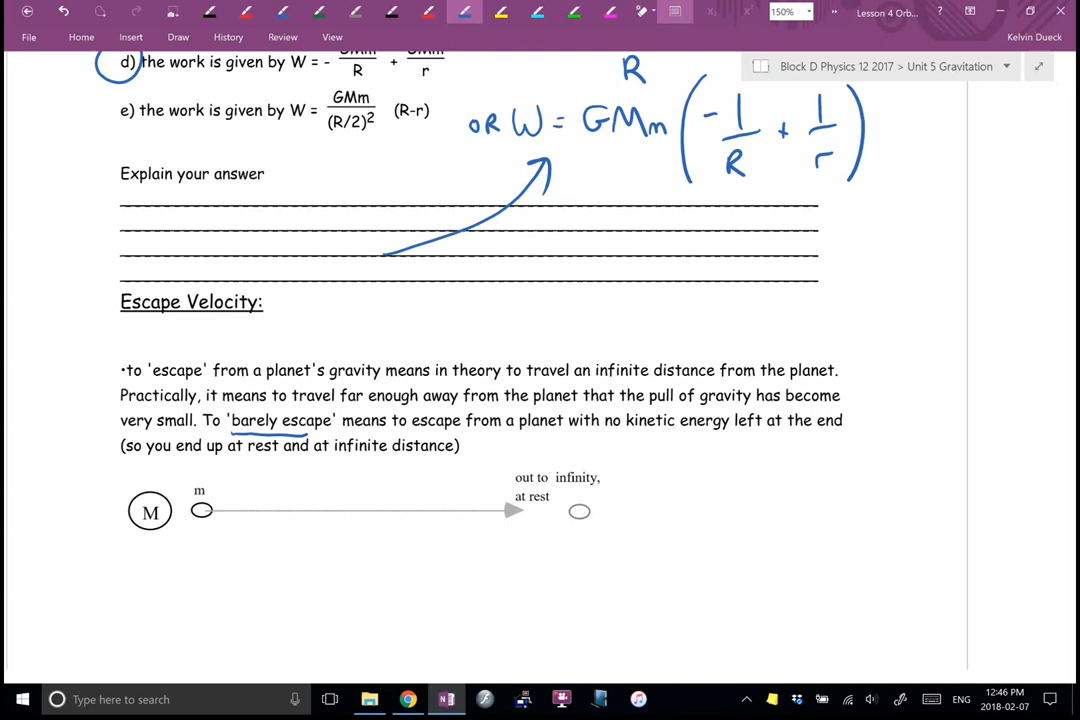 150%
Lesson 4 Orb...
File
Home
Insert
Draw
History
Review
View
Kelvin Dueck
Block D Physics 12 2017 > Unit 5 Gravitation
d) the work is given by W = - GMm/R + GMm/r
R
e) the work is given by W = GMm/(R/2)² (R-r)
OR W = GMm (-1/R + 1/r)
Explain your answer
Escape Velocity:
•to 'escape' from a planet's gravity means in theory to travel an infinite distance from the planet.
Practically, it means to travel far enough away from the planet that the pull of gravity has become
very small. To 'barely escape' means to escape from a planet with no kinetic energy left at the end
(so you end up at rest and at infinite distance)
out to infinity,
at rest
m
M
Type here to search
ENG
12:46 PM
2018-02-07